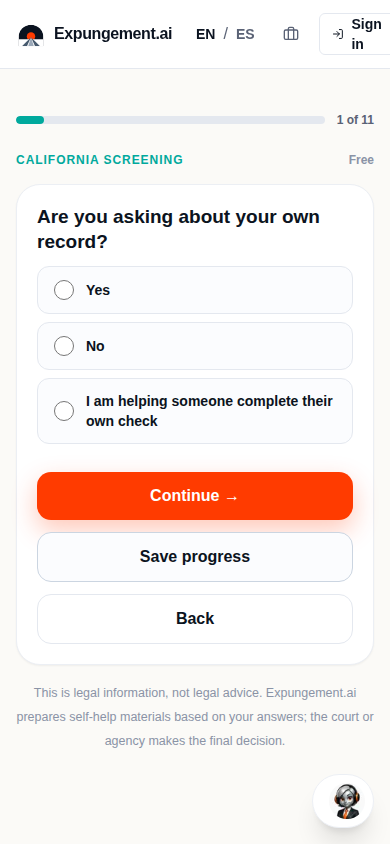 Expungement.ai
EN / ES
Sign
in
1 of 11
CALIFORNIA SCREENING
Free
Are you asking about your own
record?
Yes
No
I am helping someone complete their
own check
Continue →
Save progress
Back
This is legal information, not legal advice. Expungement.ai
prepares self-help materials based on your answers; the court or
agency makes the final decision.